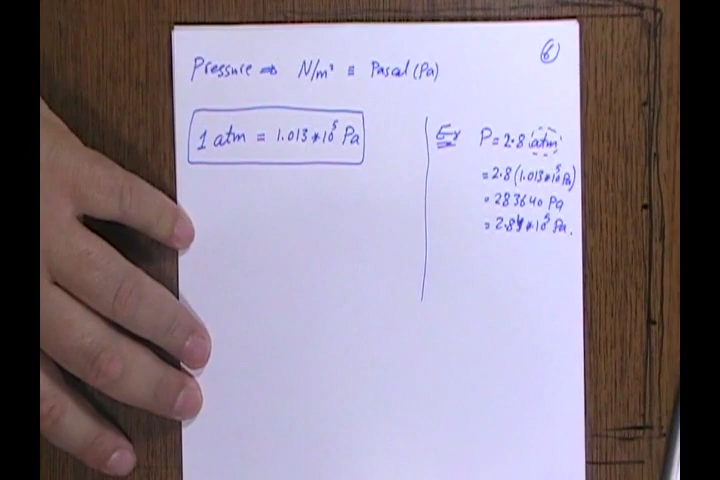 6
Pressure ⇒ N/m² ≡ Pascal (Pa)
1 atm = 1.013*10⁵ Pa
Ex P = 2.8 atm
= 2.8 (1.013*10⁵ Pa)
= 283640 Pa
= 2.84*10⁵ Pa.